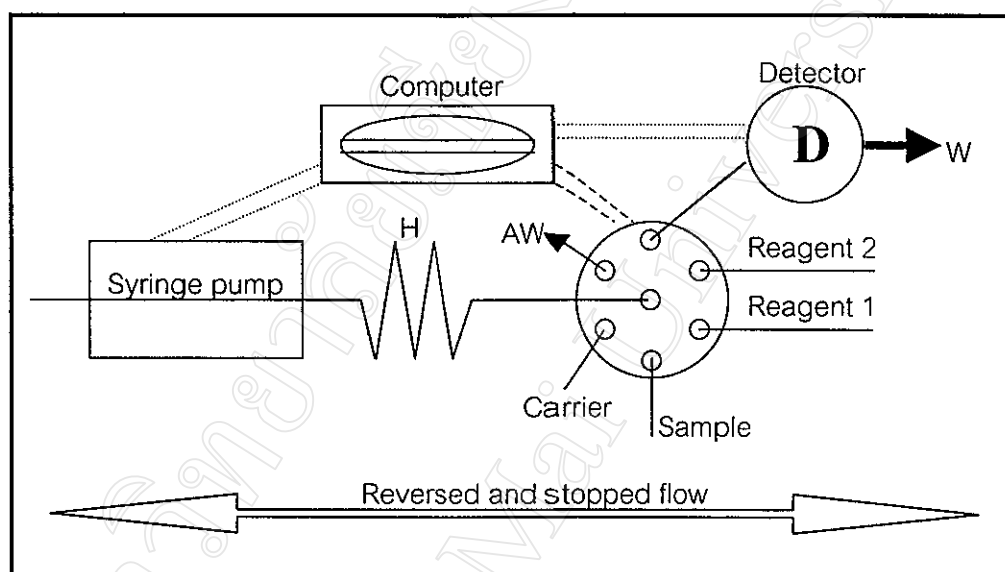 Computer
Detector
D
W
H
AW
Syringe pump
Reagent 2
Reagent 1
Carrier
Sample
Reversed and stopped flow